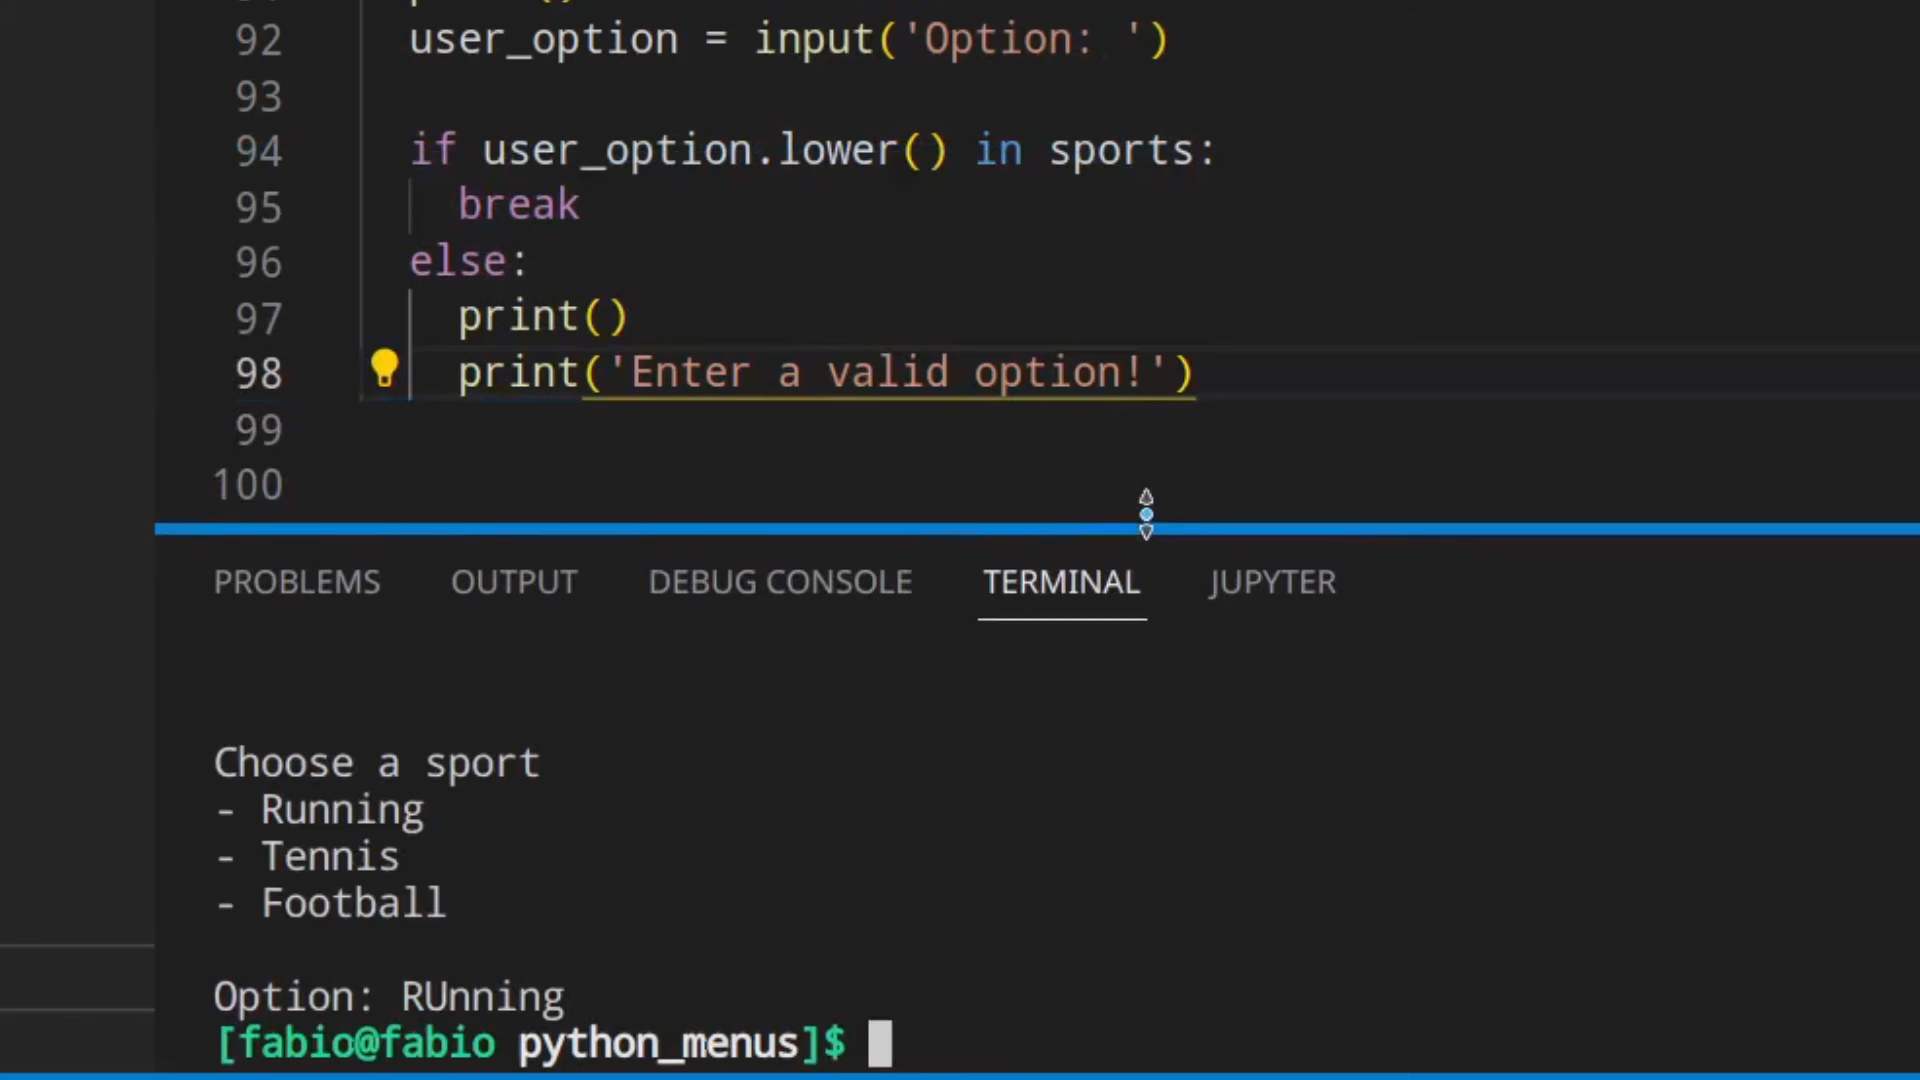 92 user_option = input('Option: ')
93
94 if user_option.lower() in sports:
95 break
96 else:
97 print()
98 print('Enter a valid option!')
99
100
PROBLEMS OUTPUT DEBUG CONSOLE TERMINAL JUPYTER
Choose a sport
- Running
- Tennis
- Football
Option: RUnning
[fabio@fabio python_menus]$